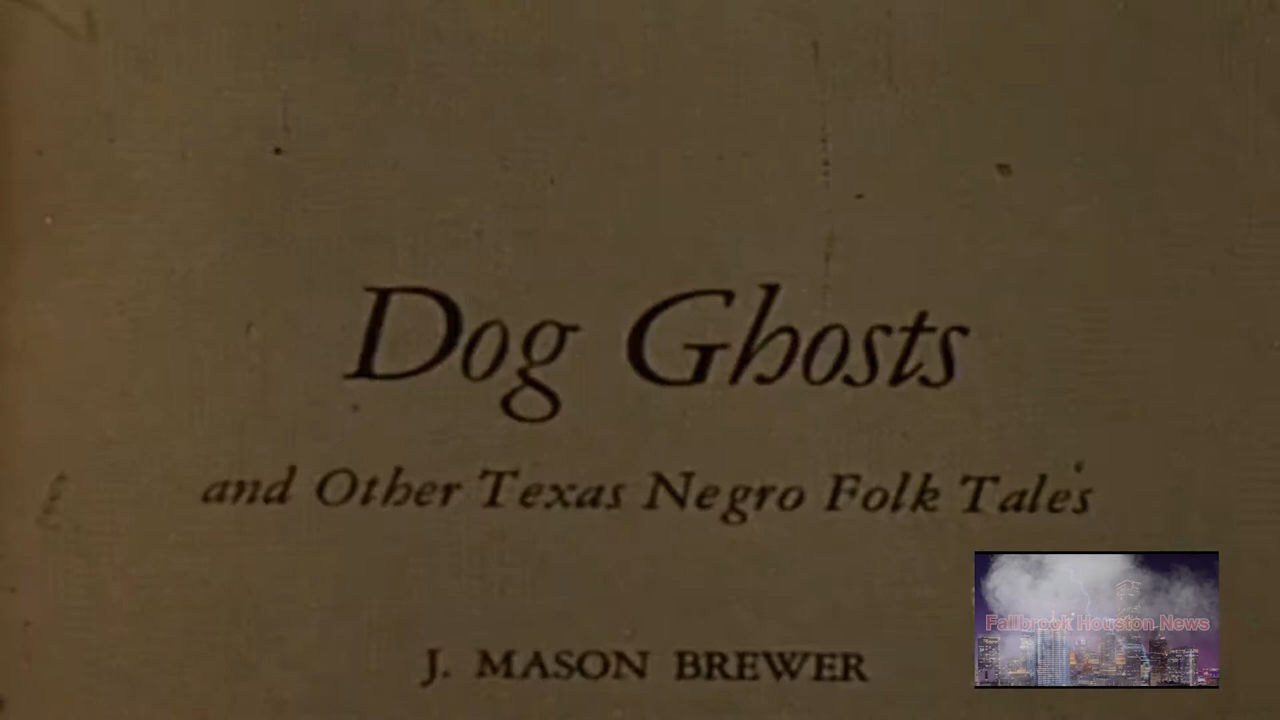 Dog Ghosts
and Other Texas Negro Folk Tales
J. MASON BREWER
Fallbrook Houston News